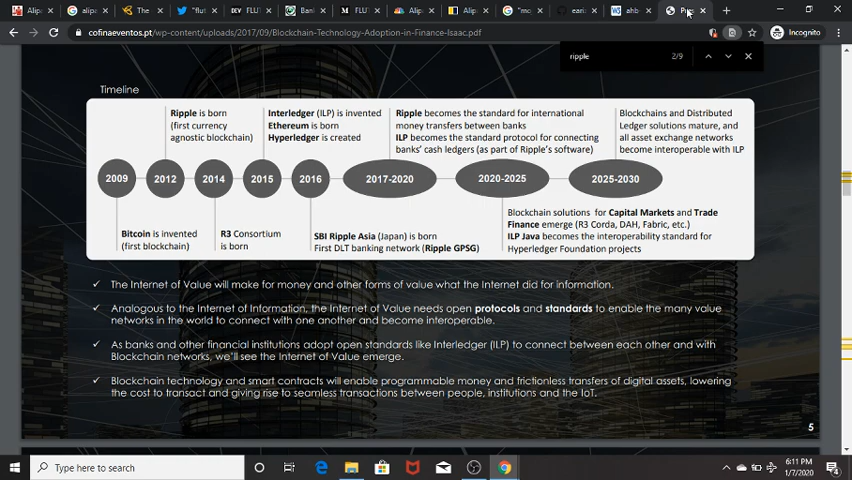 Alipa
alipa
The
"flut
DEV FLUT
Bank
M FLU
Alipa
Alipa
"mo
eari
ahb
cofinaeventos.pt/wp-content/uploads/2017/09/Blockchain-Technology-Adoption-in-Finance-Isaac.pdf
Incognito
ripple
2/9
Timeline
Ripple is born
(first currency
agnostic blockchain)
Interledger (ILP) is invented
Ethereum is born
Hyperledger is created
Ripple becomes the standard for international
money transfers between banks
ILP becomes the standard protocol for connecting
banks' cash ledgers (as part of Ripple's software)
Blockchains and Distributed
Ledger solutions mature, and
all asset exchange networks
become interoperable with ILP
2009
2012
2014
2015
2016
2017-2020
2020-2025
2025-2030
Bitcoin is invented
(first blockchain)
R3 Consortium
is born
SBI Ripple Asia (Japan) is born
First DLT banking network (Ripple GPSG)
Blockchain solutions for Capital Markets and Trade
Finance emerge (R3 Corda, DAH, Fabric, etc.)
ILP Java becomes the interoperability standard for
Hyperledger Foundation projects
✓ The Internet of Value will make for money and other forms of value what the Internet did for information.
✓ Analogous to the Internet of Information, the Internet of Value needs open protocols and standards to enable the many value
networks in the world to connect with one another and become interoperable.
✓ As banks and other financial institutions adopt open standards like Interledger (ILP) to connect between each other and with
Blockchain networks, we'll see the Internet of Value emerge.
✓ Blockchain technology and smart contracts will enable programmable money and frictionless transfers of digital assets, lowering
the cost to transact and giving rise to seamless transactions between people, institutions and the IoT.
5
Type here to search
6:11 PM
1/7/2020